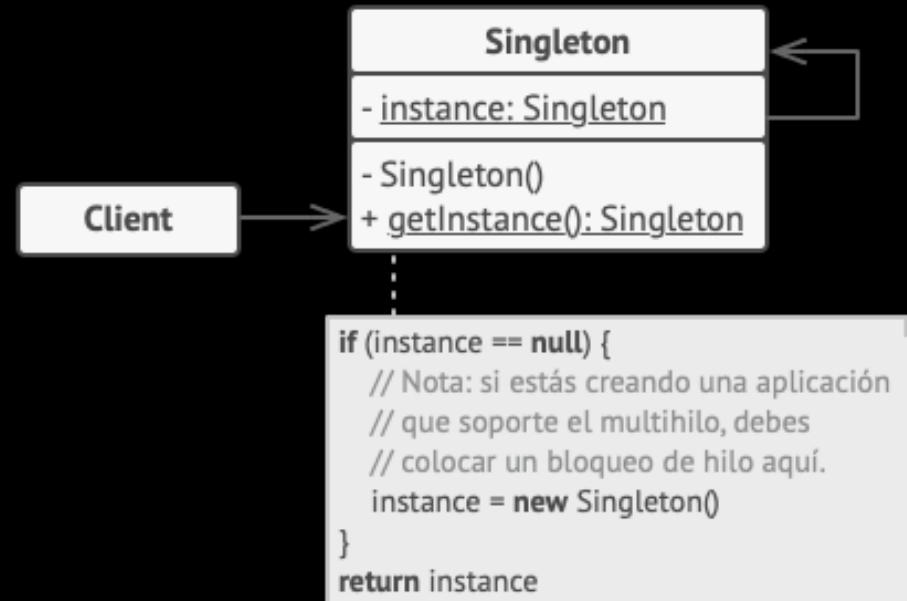 Singleton
- instance: Singleton
- Singleton()
+ getInstance(): Singleton
Client
if (instance == null) {
// Nota: si estás creando una aplicación
// que soporte el multihilo, debes
// colocar un bloqueo de hilo aquí.
instance = new Singleton()
}
return instance